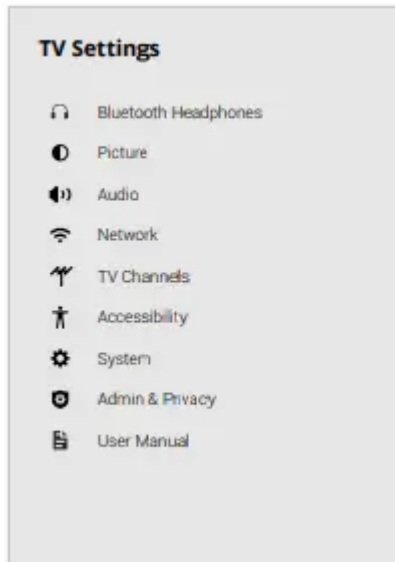 TV Settings
Bluetooth Headphones
Picture
Audio
Network
TV Channels
Accessibility
System
Admin & Privacy
User Manual